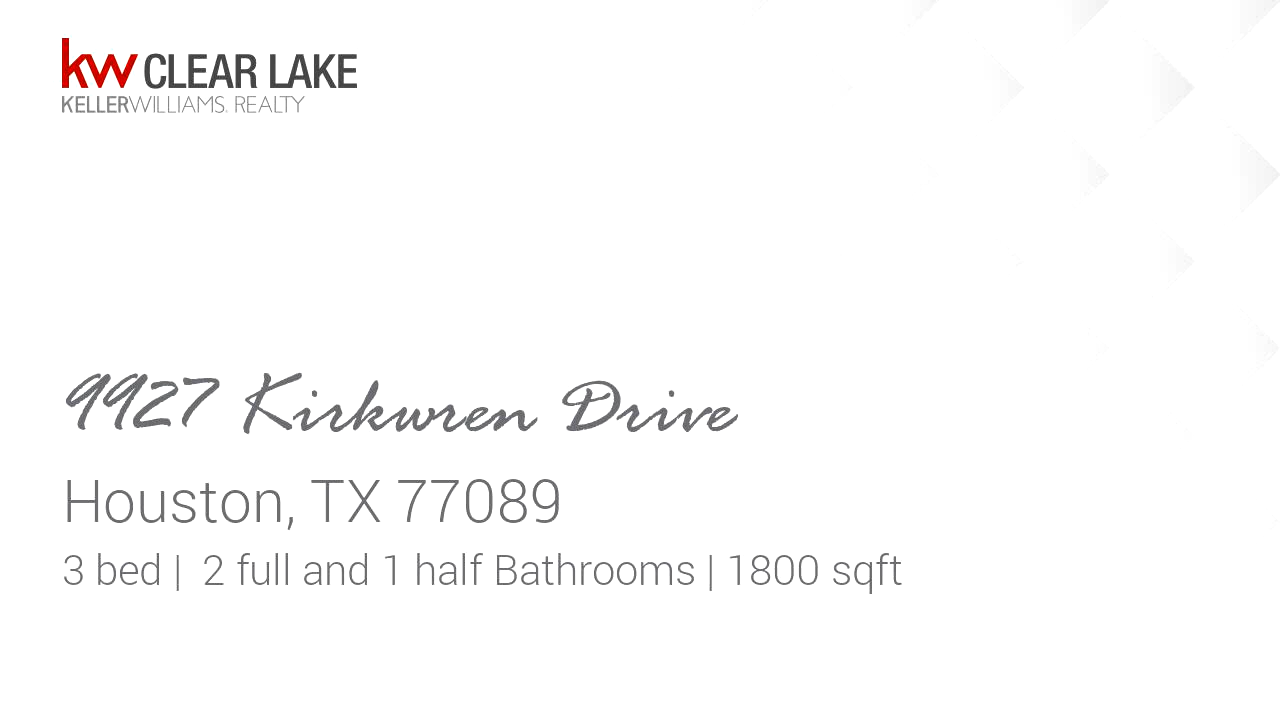 kw CLEAR LAKE
KELLERWILLIAMS. REALTY
9927 Kirkwren Drive
Houston, TX 77089
3 bed | 2 full and 1 half Bathrooms | 1800 sqft